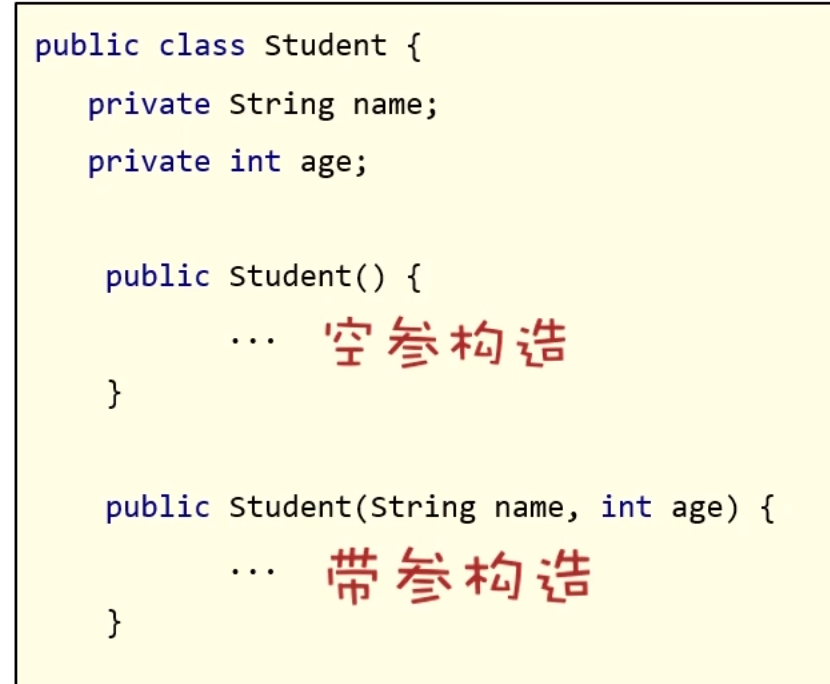 public class Student {
private String name;
private int age;
public Student() {
... 空参构造
}
public Student(String name, int age) {
... 带参构造
}